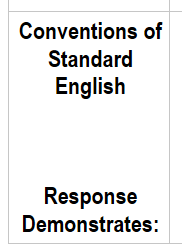 Conventions of
Standard
English
Response
Demonstrates: